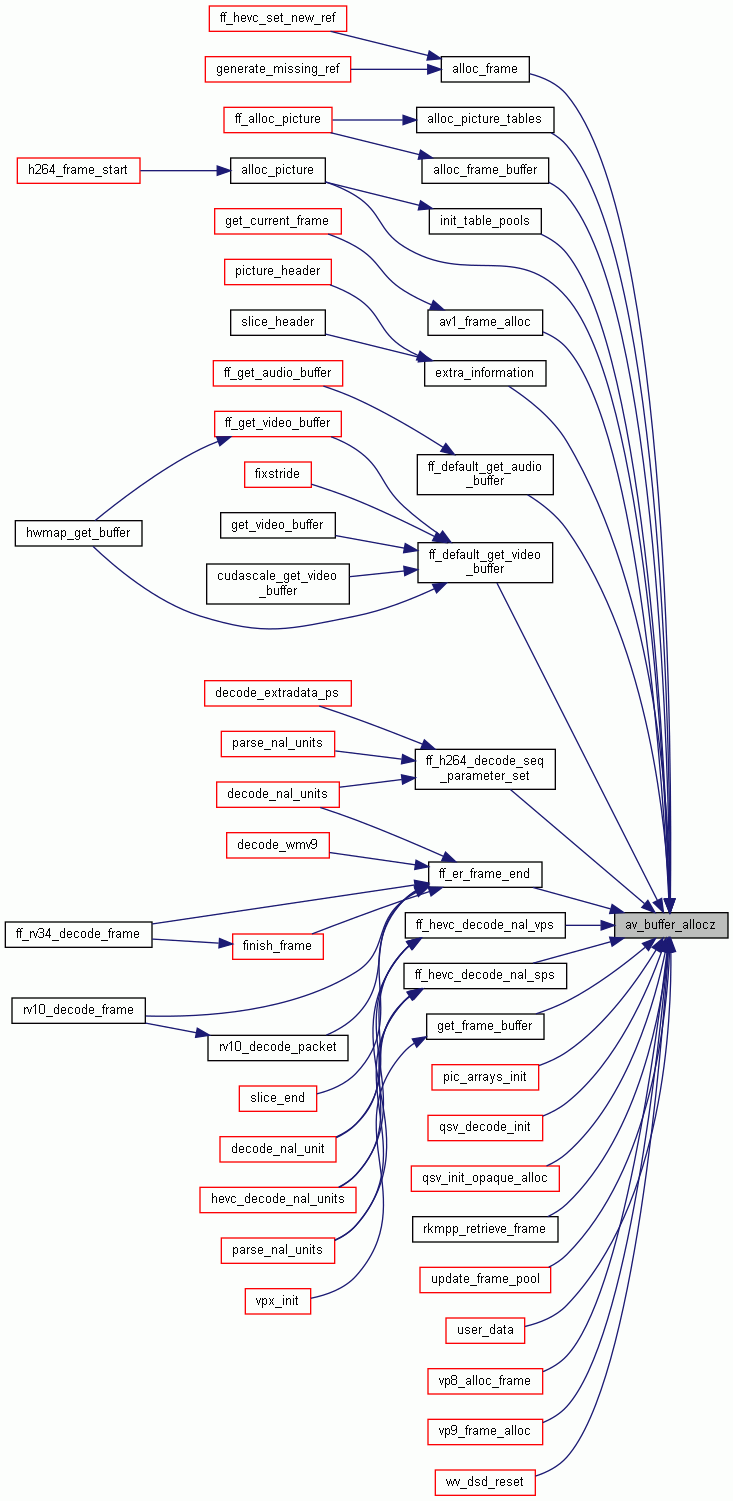 ff_hevc_set_new_ref
alloc_frame
generate_missing_ref
ff_alloc_picture
alloc_picture_tables
h264_frame_start
alloc_picture
alloc_frame_buffer
get_current_frame
init_table_pools
picture_header
slice_header
av1_frame_alloc
ff_get_audio_buffer
extra_information
ff_get_video_buffer
fixstride
ff_default_get_audio
_buffer
hwmap_get_buffer
get_video_buffer
ff_default_get_video
_buffer
cudascale_get_video
_buffer
decode_extradata_ps
parse_nal_units
ff_h264_decode_seq
_parameter_set
decode_nal_units
decode_wmv9
ff_er_frame_end
ff_rv34_decode_frame
finish_frame
ff_hevc_decode_nal_vps
av_buffer_allocz
ff_hevc_decode_nal_sps
rv10_decode_frame
rv10_decode_packet
get_frame_buffer
slice_end
pic_arrays_init
decode_nal_unit
qsv_decode_init
hevc_decode_nal_units
qsv_init_opaque_alloc
parse_nal_units
rkmpp_retrieve_frame
vpx_init
update_frame_pool
user_data
vp8_alloc_frame
vp9_frame_alloc
wv_dsd_reset